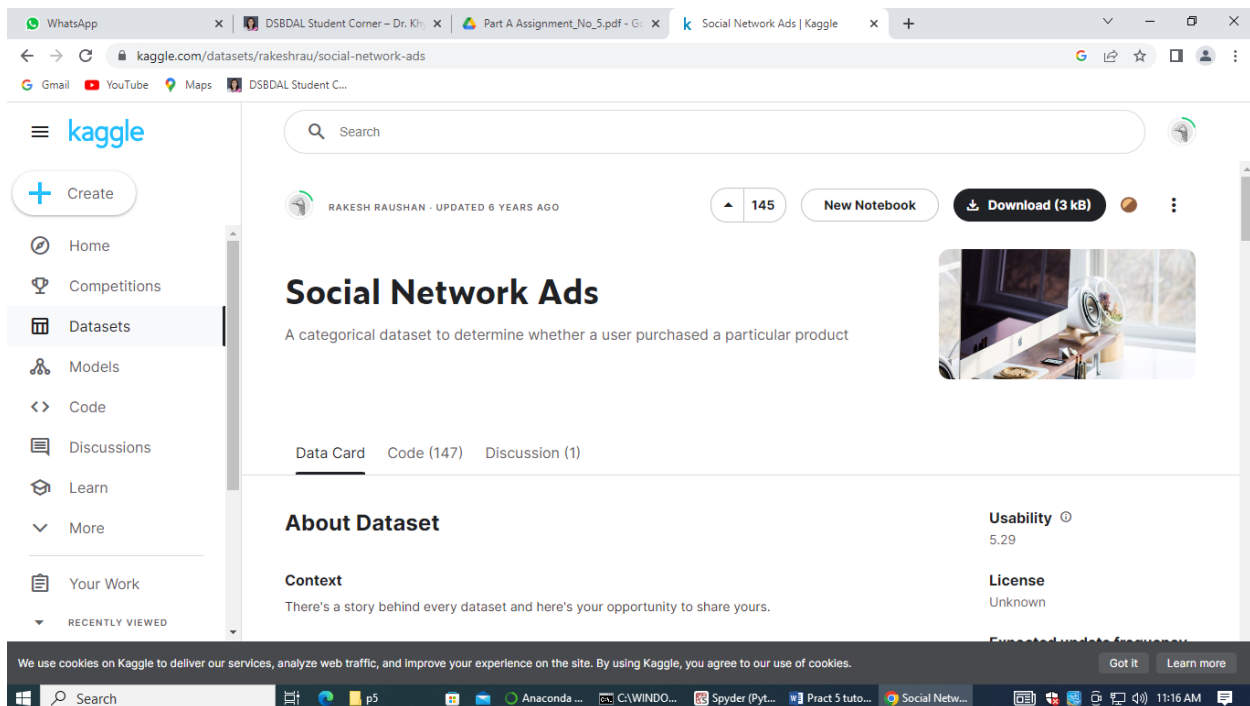 WhatsApp
DSBDAL Student Corner – Dr. Kh
Part A Assignment_No_5.pdf - Go
Social Network Ads | Kaggle
kaggle.com/datasets/rakeshrau/social-network-ads
G
Gmail
YouTube
Maps
DSBDAL Student C...
kaggle
Search
Create
RAKESH RAUSHAN · UPDATED 6 YEARS AGO
145
New Notebook
Download (3 kB)
Home
Competitions
Datasets
Models
Code
Discussions
Learn
More
Your Work
RECENTLY VIEWED
Social Network Ads
A categorical dataset to determine whether a user purchased a particular product
Data Card Code (147) Discussion (1)
About Dataset
Context
There's a story behind every dataset and here's your opportunity to share yours.
Usability
5.29
License
Unknown
Expected update frequency
We use cookies on Kaggle to deliver our services, analyze web traffic, and improve your experience on the site. By using Kaggle, you agree to our use of cookies.
Got it Learn more
Search
p5
Anaconda ...
C:\WINDO...
Spyder (Pyt...
Pract 5 tuto...
Social Netw...
11:16 AM